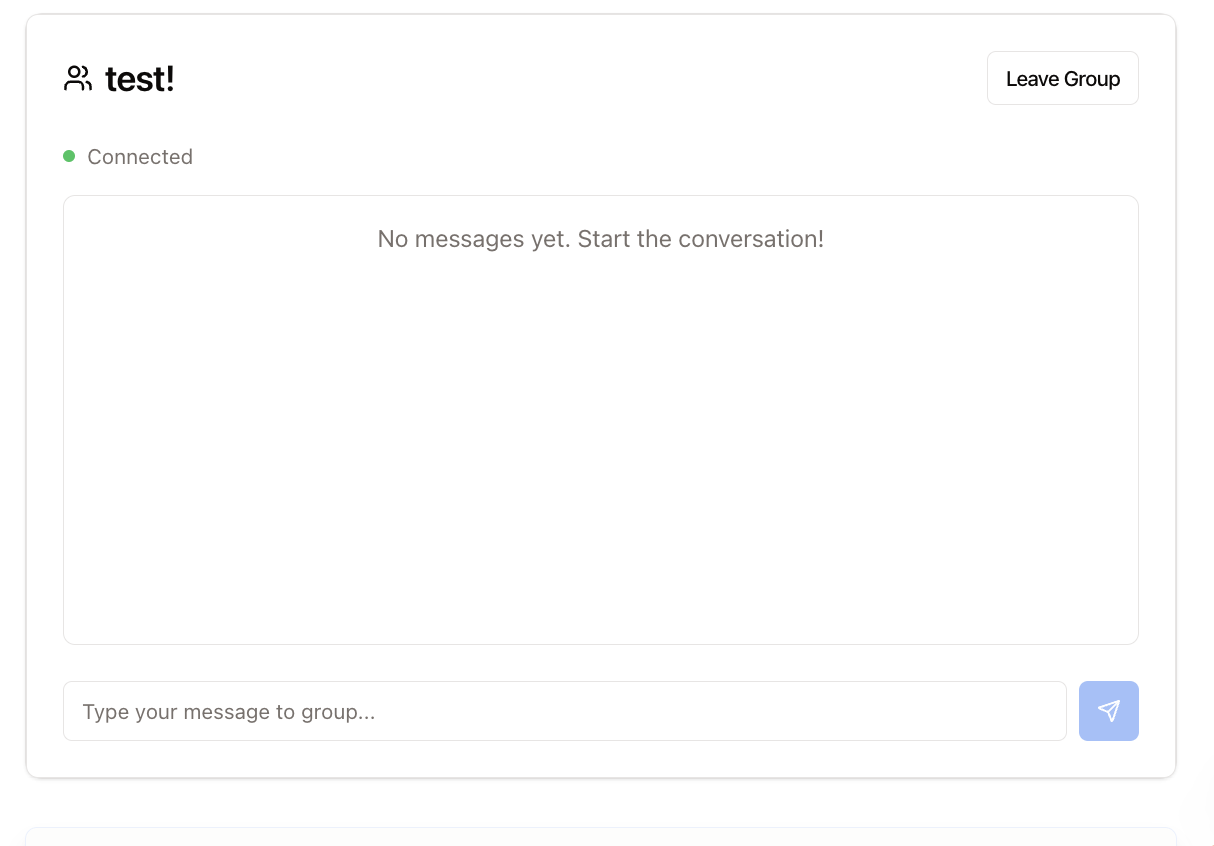 test!
Leave Group
Connected
No messages yet. Start the conversation!
Type your message to group...